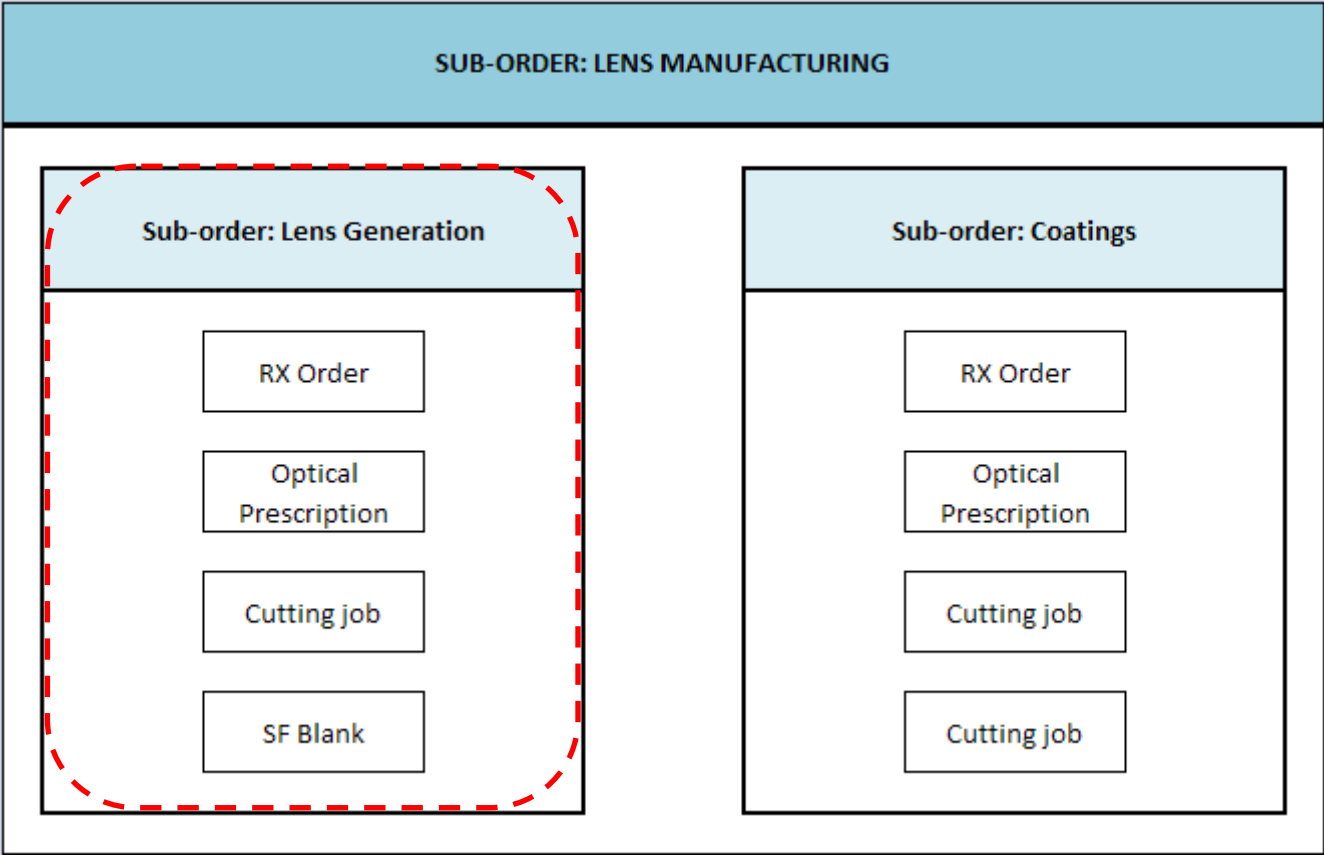 SUB-ORDER: LENS MANUFACTURING
Sub-order: Lens Generation
RX Order
Optical
Prescription
Cutting job
SF Blank
Sub-order: Coatings
RX Order
Optical
Prescription
Cutting job
Cutting job